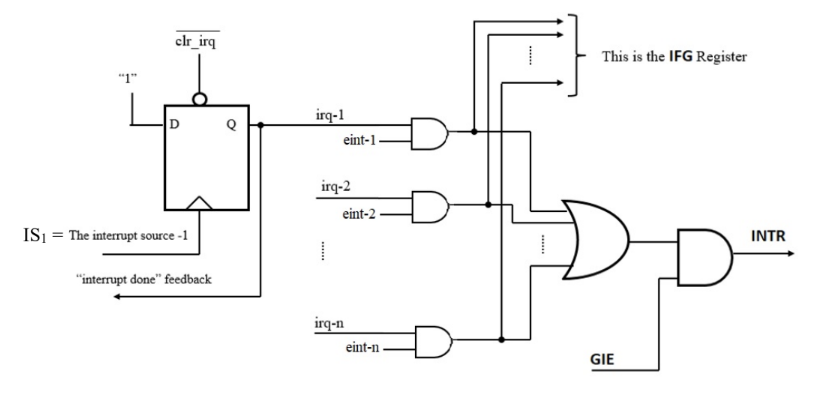 clr_irq
"1"
D
Q
irq-1
eint-1
irq-2
eint-2
irq-n
eint-n
IS₁ = The interrupt source -1
"interrupt done" feedback
This is the IFG Register
INTR
GIE